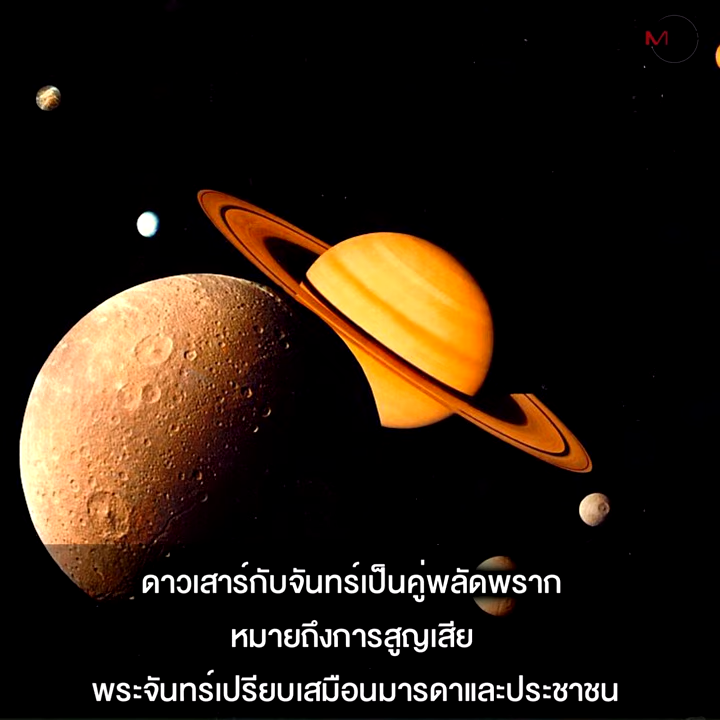 M
ดาวเสาร์กับจันทร์เป็นคู่พลัดพราก
หมายถึงการสูญเสีย
พระจันทร์เปรียบเสมือนมารดาและประชาชน